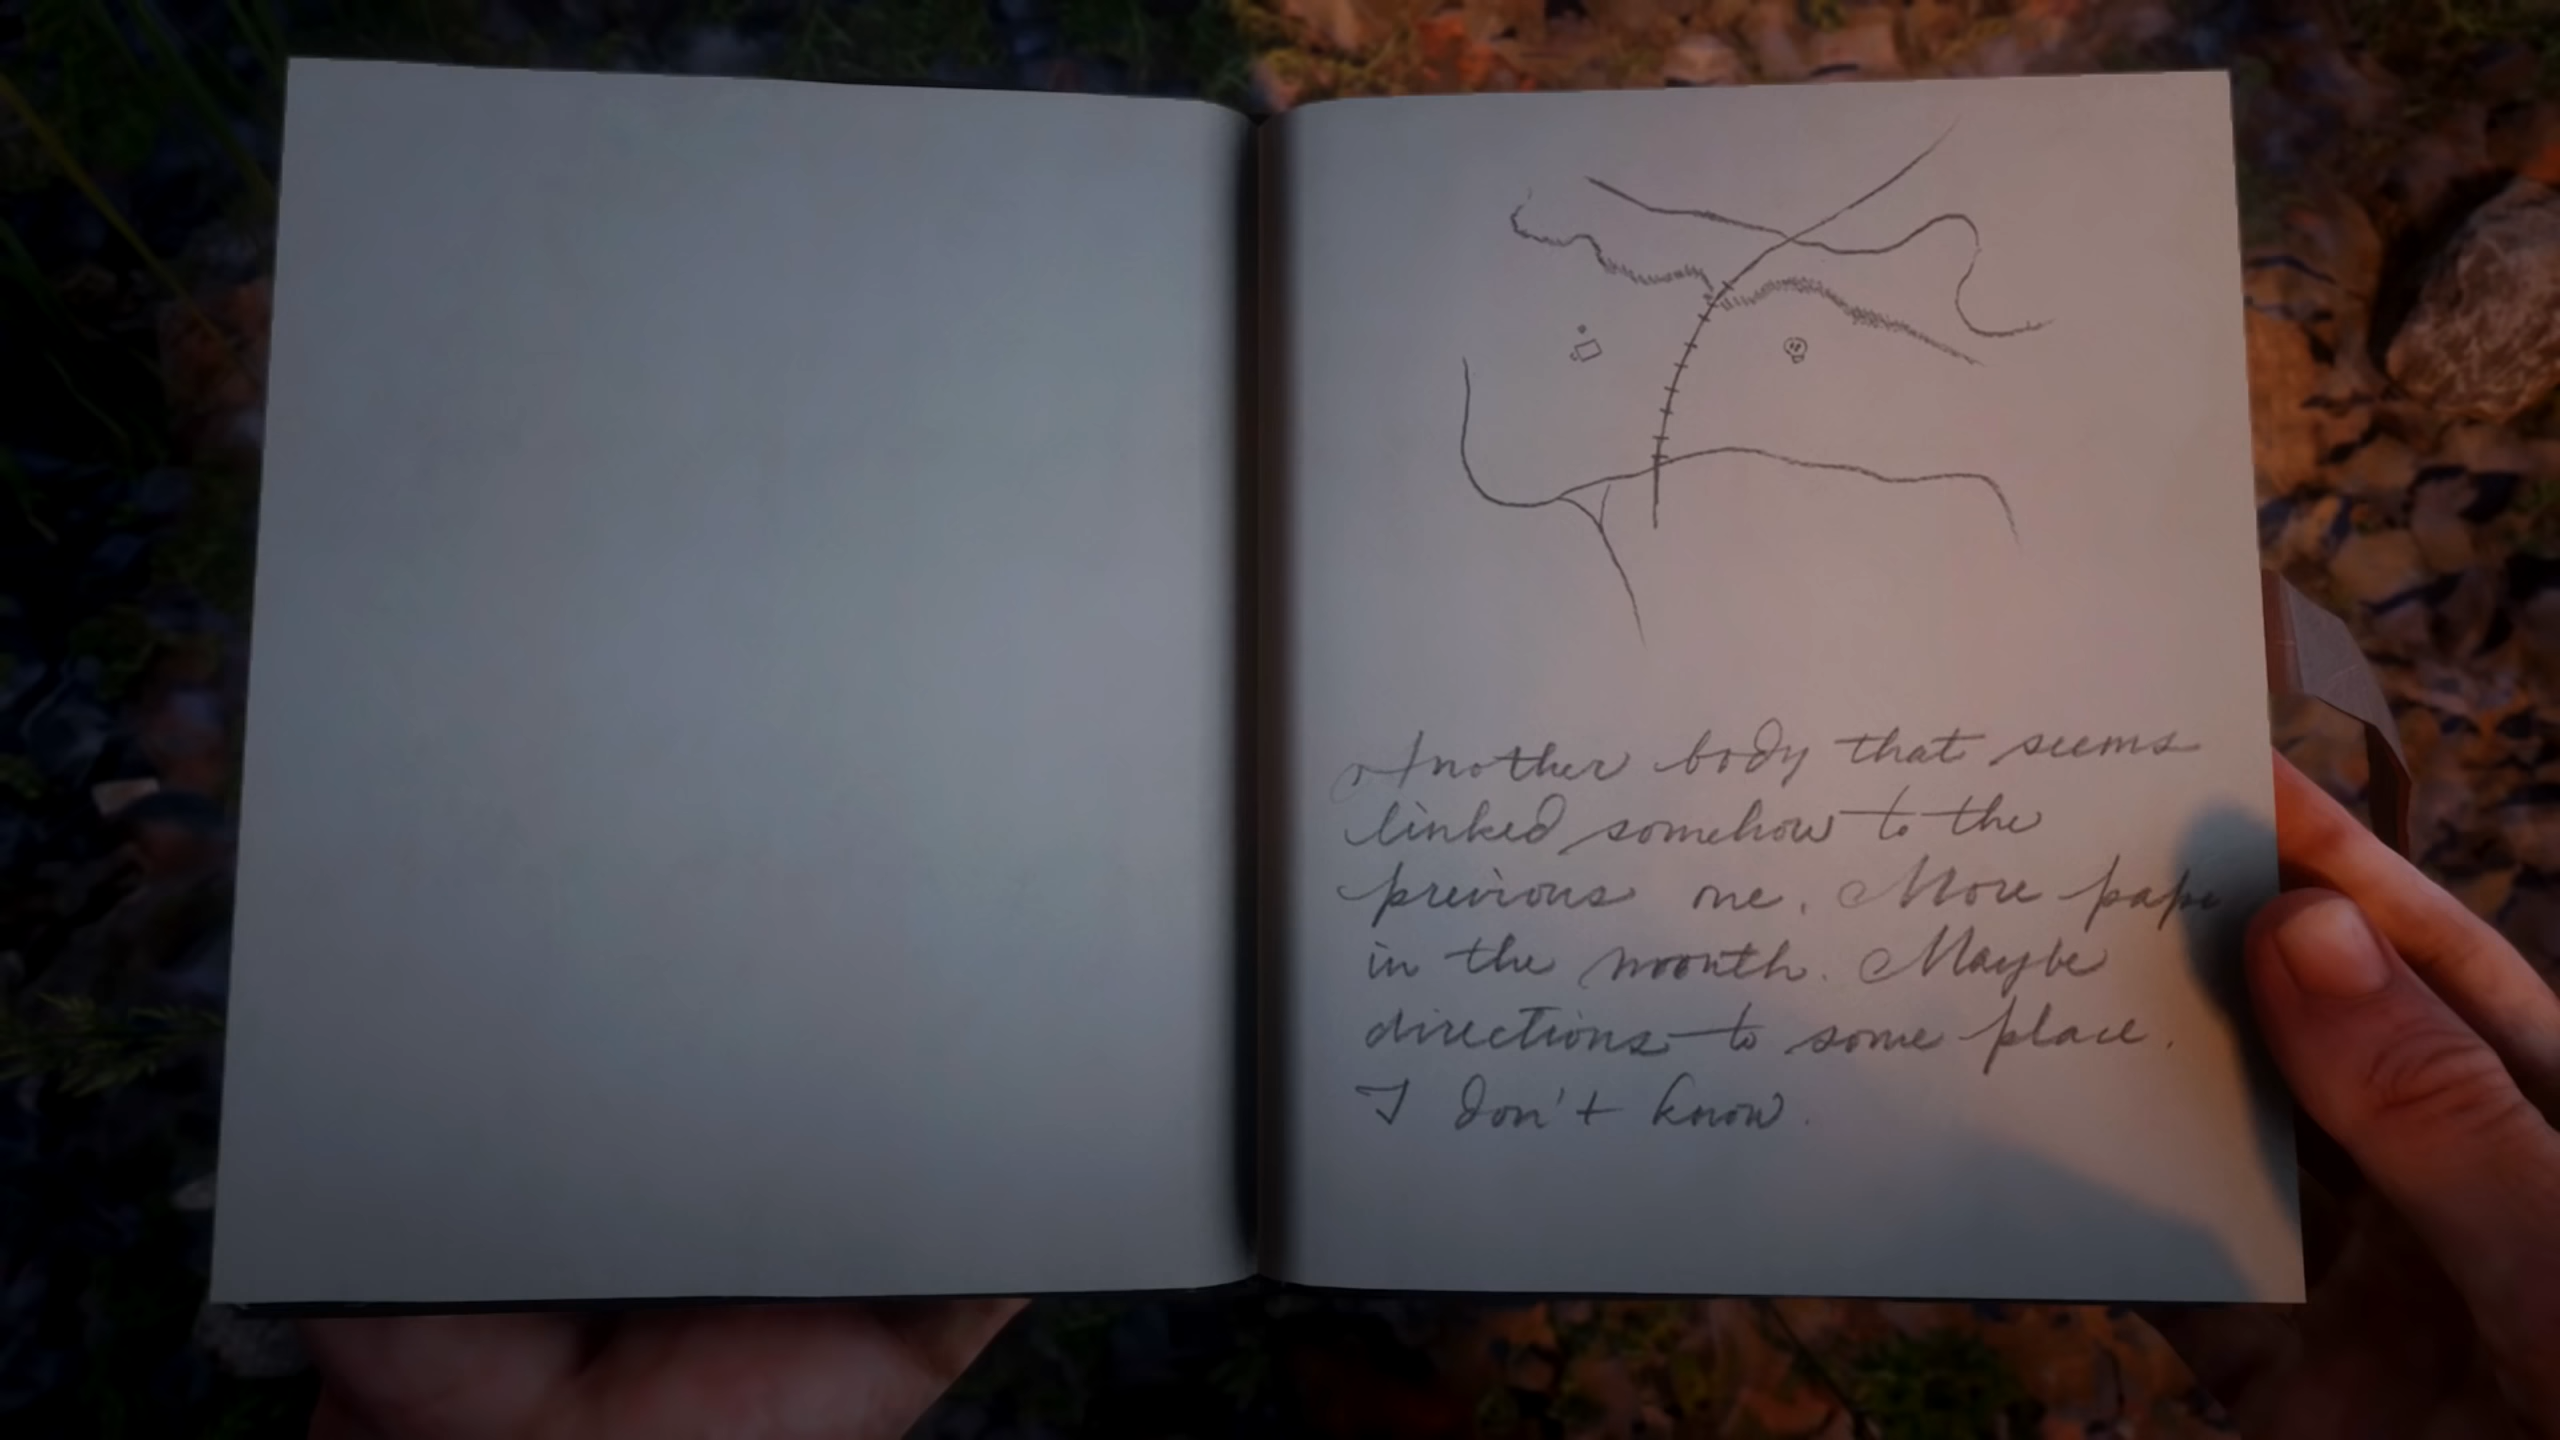 Another body that seems
linked somehow to the
previous one. More
in the mouth. Maybe
directions to some place.
I don't know.